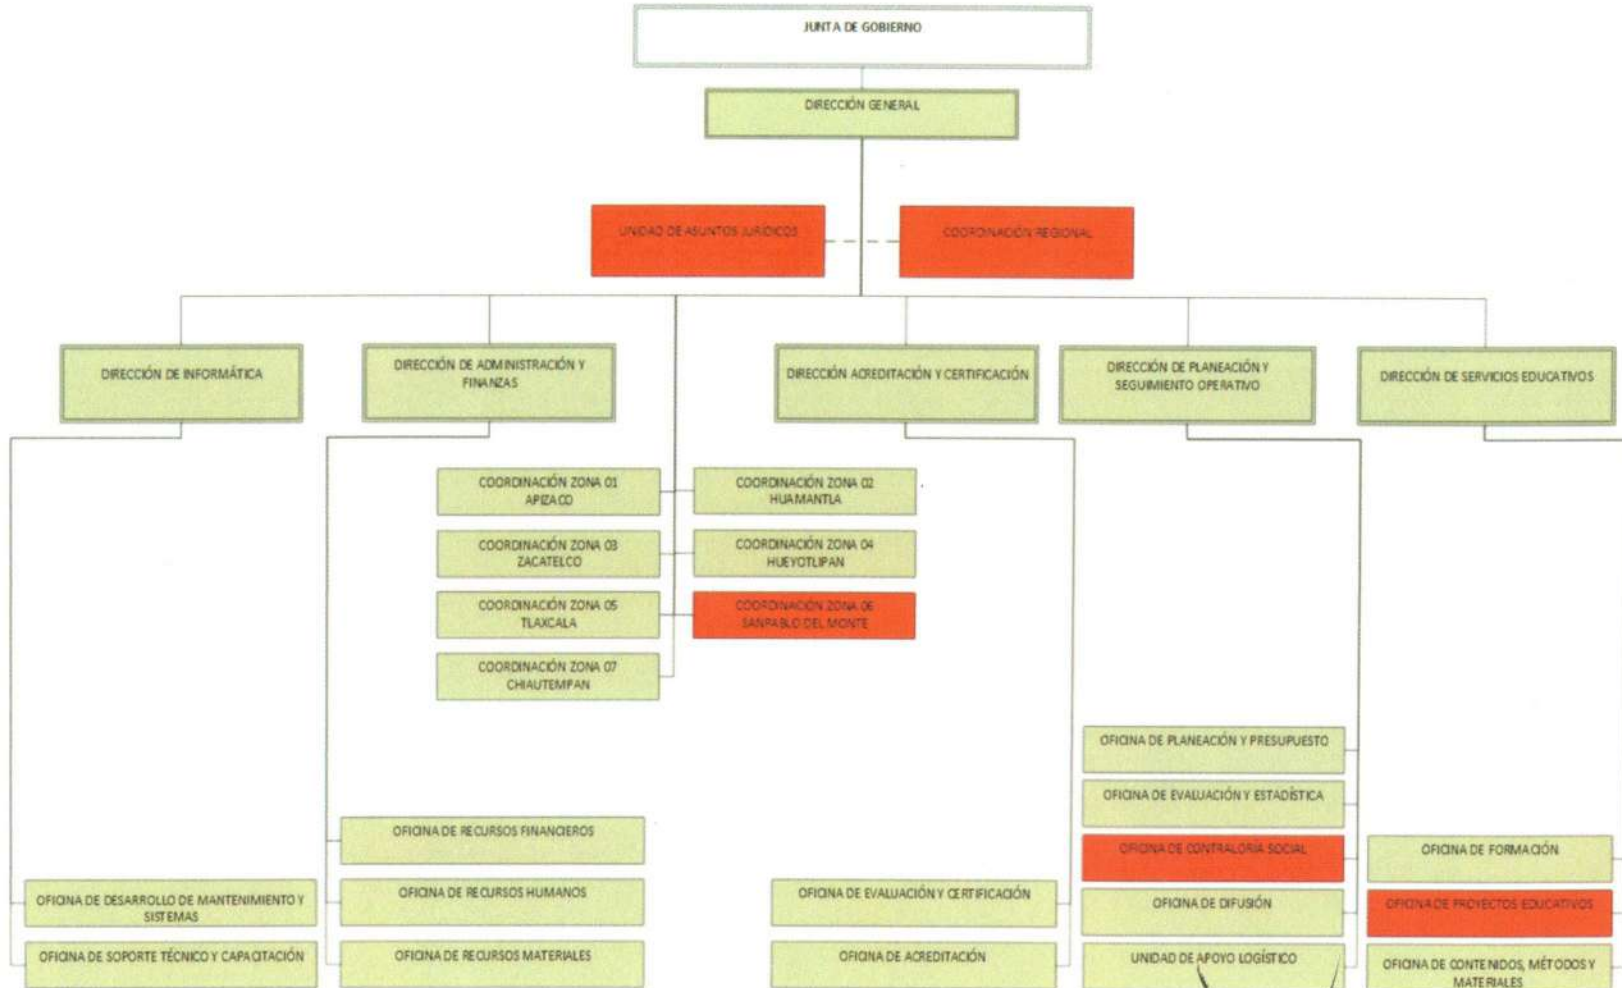 JUNTA DE GOBIERNO
DIRECCIÓN GENERAL
UNIDAD DE ASUNTOS JURÍDICOS
COORDINACIÓN REGIONAL
DIRECCIÓN DE INFORMÁTICA
DIRECCIÓN DE ADMINISTRACIÓN Y
FINANZAS
DIRECCIÓN ACREDITACIÓN Y CERTIFICACIÓN
DIRECCIÓN DE PLANEACIÓN Y
SEGUIMIENTO OPERATIVO
DIRECCIÓN DE SERVICIOS EDUCATIVOS
COORDINACIÓN ZONA 01
APIZACO
COORDINACIÓN ZONA 02
HUAMANTLA
COORDINACIÓN ZONA 03
ZACATELCO
COORDINACIÓN ZONA 04
HUEYOTLIPAN
COORDINACIÓN ZONA 05
TLAXCALA
COORDINACIÓN ZONA 06
SANPABLO DEL MONTE
COORDINACIÓN ZONA 07
CHIAUTEMPAN
OFICINA DE DESARROLLO DE MANTENIMIENTO Y
SISTEMAS
OFICINA DE SOPORTE TÉCNICO Y CAPACITACIÓN
OFICINA DE RECURSOS FINANCIEROS
OFICINA DE RECURSOS HUMANOS
OFICINA DE RECURSOS MATERIALES
OFICINA DE EVALUACIÓN Y CERTIFICACIÓN
OFICINA DE ACREDITACIÓN
OFICINA DE PLANEACIÓN Y PRESUPUESTO
OFICINA DE EVALUACIÓN Y ESTADÍSTICA
OFICINA DE CONTRALORÍA SOCIAL
OFICINA DE DIFUSIÓN
UNIDAD DE APOYO LOGÍSTICO
OFICINA DE FORMACIÓN
OFICINA DE PROYECTOS EDUCATIVOS
OFICINA DE CONTENIDOS, MÉTODOS Y
MATERIALES